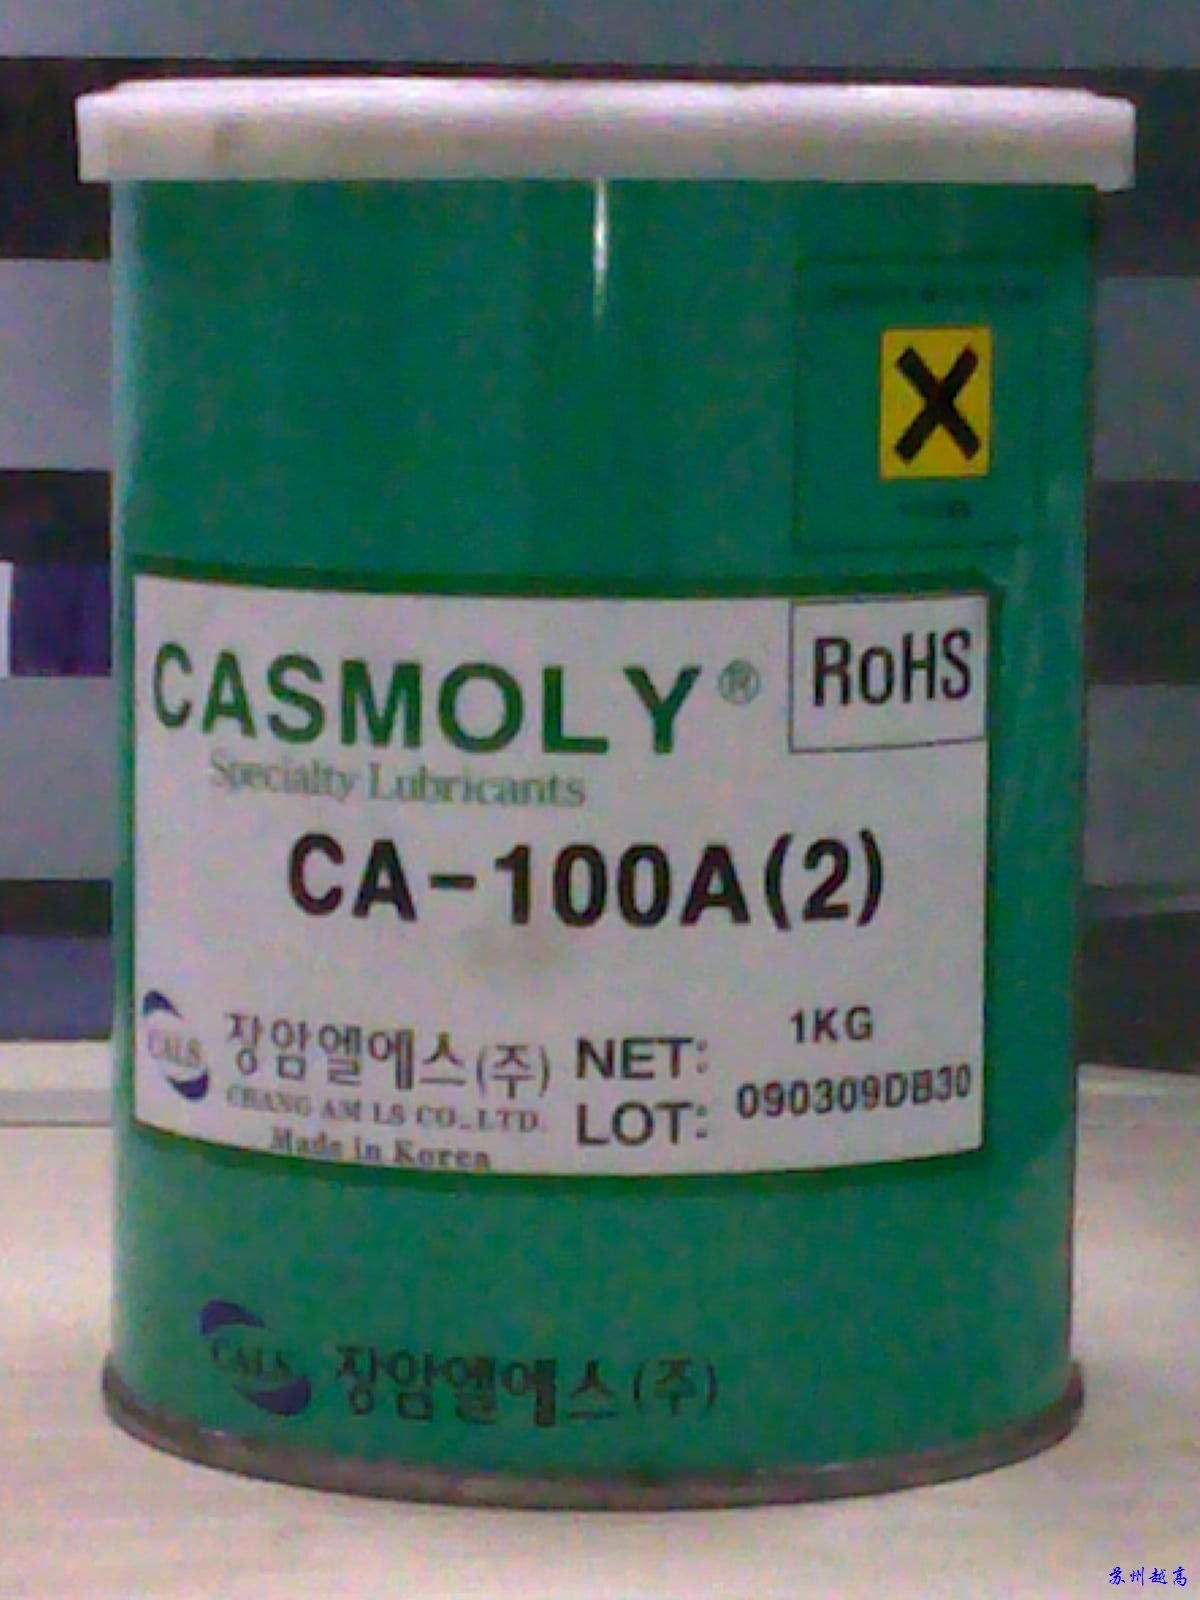 CASMOLY®
RoHS
Specialty Lubricants
CA-100A(2)
CALS
장암엘에스(주)
CHANG AM LS CO.,LTD.
Made in Korea
NET: 1KG
LOT: 090309DB30
CALS
장암엘에스(주)
苏州越高